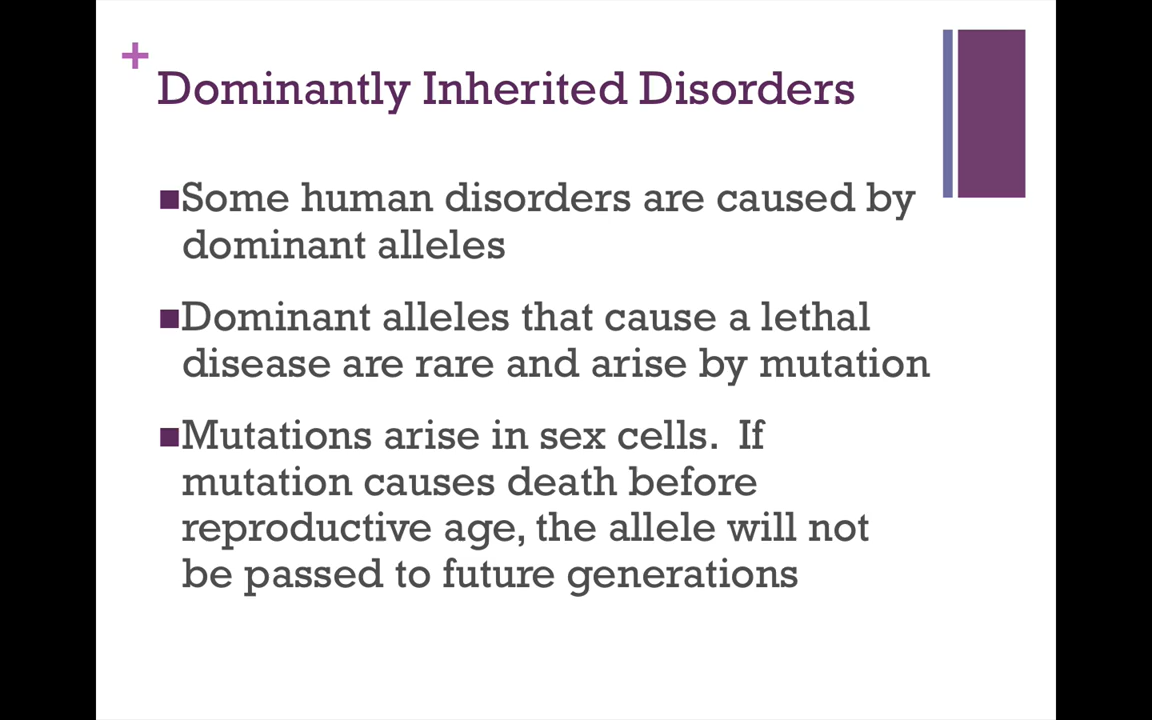 +
Dominantly Inherited Disorders
■Some human disorders are caused by
dominant alleles
■Dominant alleles that cause a lethal
disease are rare and arise by mutation
■Mutations arise in sex cells.  If
mutation causes death before
reproductive age, the allele will not
be passed to future generations